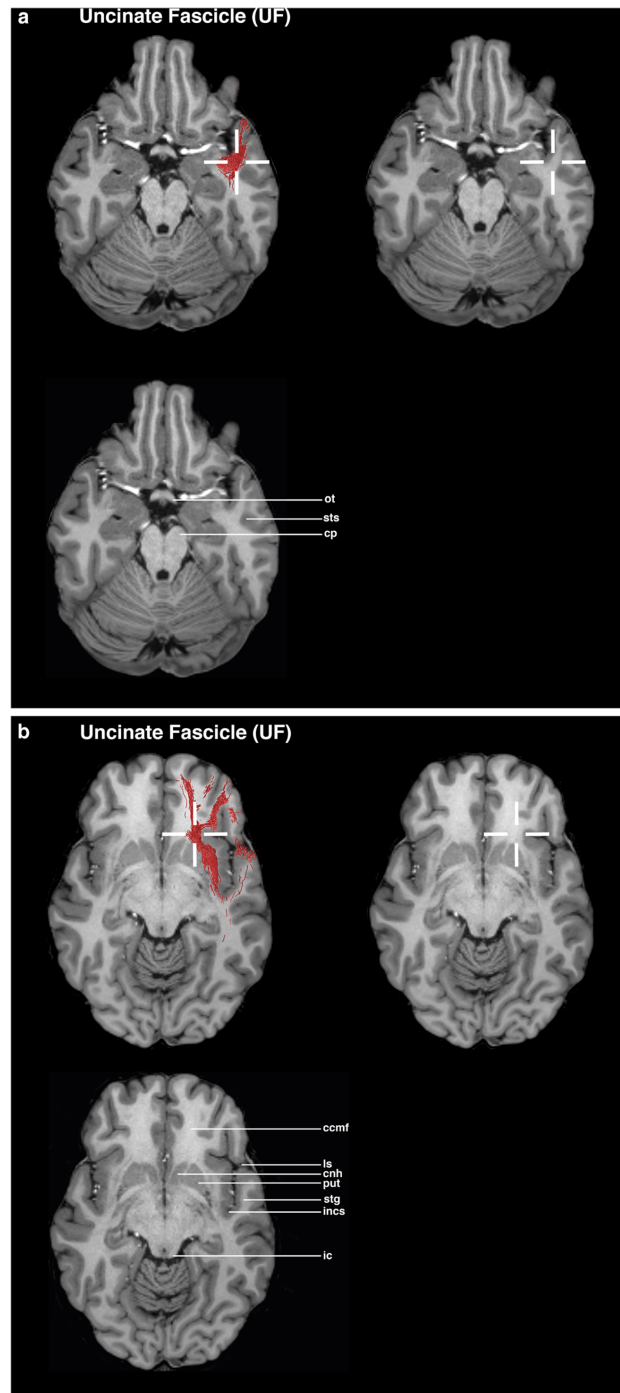 a Uncinate Fascicle (UF)
ot
sts
cp
b Uncinate Fascicle (UF)
ccmf
ls
cnh
put
stg
incs
ic